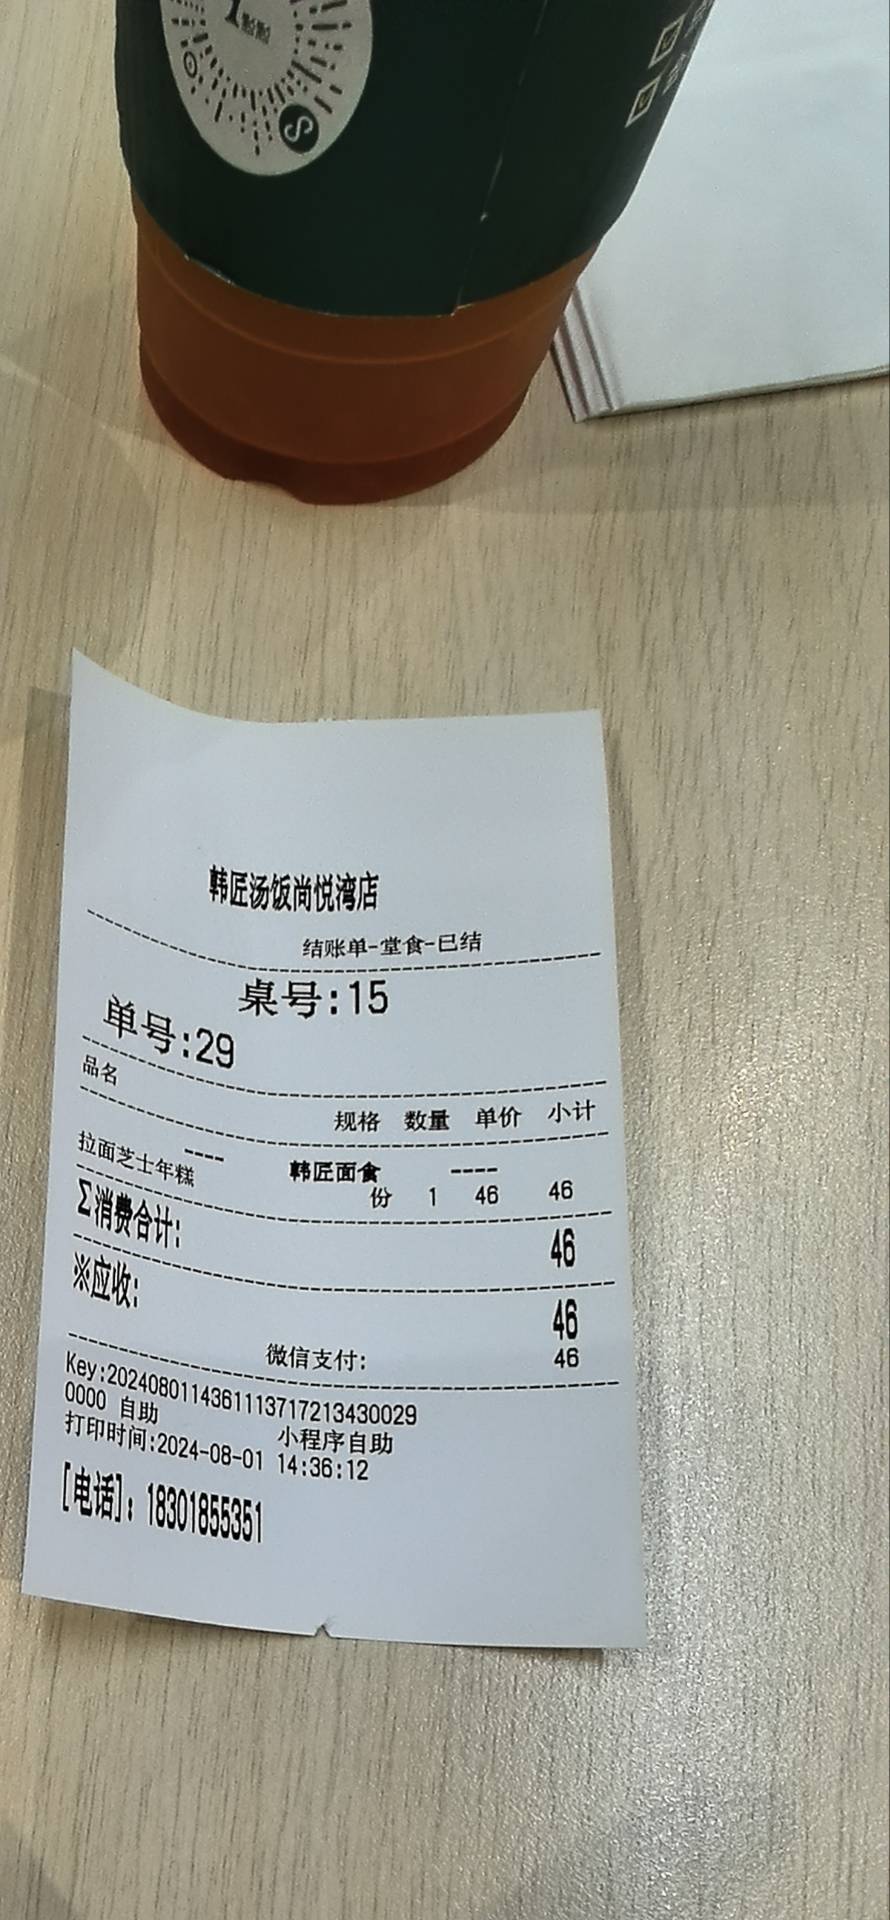 韩匠汤饭尚悦湾店
结账单-堂食-已结
桌号:15
单号:29
品名 规格 数量 单价 小计
---- 韩匠面食 ----
拉面芝士年糕 份 1 46 46
Σ消费合计: 46
※应收: 46
微信支付: 46
Key:20240801143611137172134300​29
0000 自助 小程序自助
打印时间:2024-08-01 14:36:12
[电话]: 18301855351